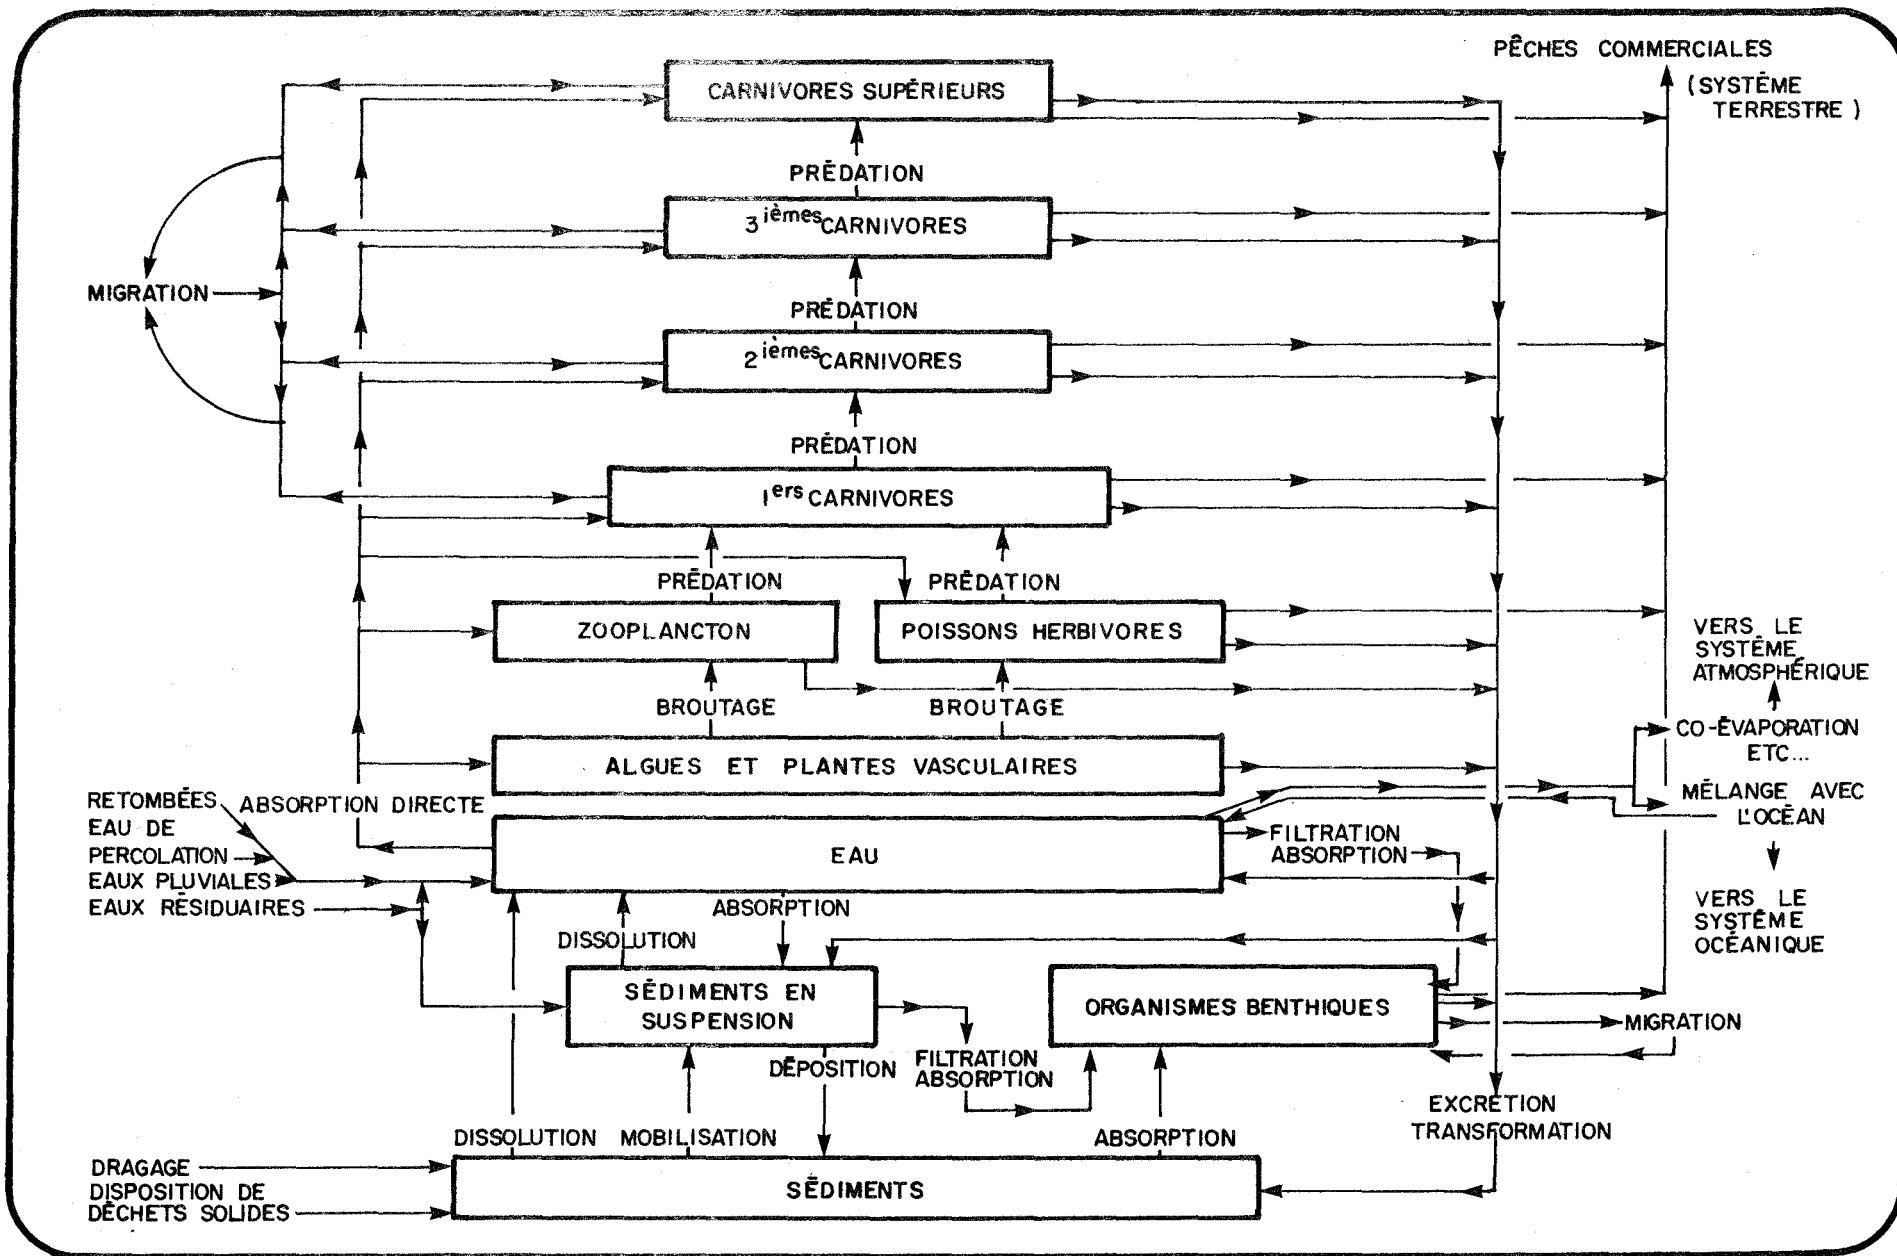 PÊCHES COMMERCIALES
(SYSTÈME
TERRESTRE )
CARNIVORES SUPÉRIEURS
PRÉDATION
3ièmes CARNIVORES
MIGRATION
PRÉDATION
2ièmes CARNIVORES
PRÉDATION
1ers CARNIVORES
PRÉDATION
PRÉDATION
ZOOPLANCTON
POISSONS HERBIVORES
BROUTAGE
BROUTAGE
ALGUES ET PLANTES VASCULAIRES
VERS LE
SYSTÈME
ATMOSPHÉRIQUE
CO-ÉVAPORATION
ETC...
MÉLANGE AVEC
L'OCÉAN
VERS LE
SYSTÈME
OCÉANIQUE
RETOMBÉES
ABSORPTION DIRECTE
EAU DE
PERCOLATION
EAUX PLUVIALES
EAUX RÉSIDUAIRES
EAU
FILTRATION
ABSORPTION
ABSORPTION
DISSOLUTION
SÉDIMENTS EN
SUSPENSION
ORGANISMES BENTHIQUES
MIGRATION
DÉPOSITION
FILTRATION
ABSORPTION
EXCRÉTION
TRANSFORMATION
DISSOLUTION
MOBILISATION
ABSORPTION
DRAGAGE
DISPOSITION DE
DÉCHETS SOLIDES
SÉDIMENTS